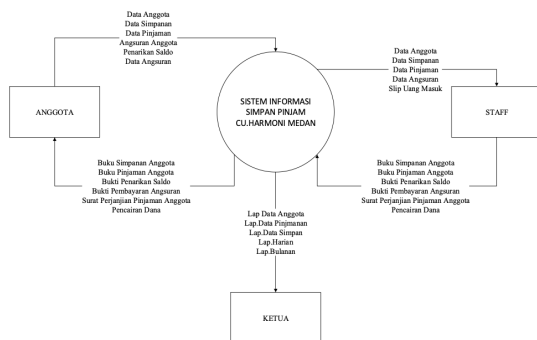 Data Anggota
Data Simpanan
Data Pinjaman
Angsuran Anggota
Penarikan Saldo
Data Angsuran
ANGGOTA
SISTEM INFORMASI
SIMPAN PINJAM
CU.HARMONI MEDAN
Data Anggota
Data Simpanan
Data Pinjaman
Data Angsuran
Slip Uang Masuk
STAFF
Buku Simpanan Anggota
Buku Pinjaman Anggota
Bukti Penarikan Saldo
Bukti Pembayaran Angsuran
Surat Perjanjian Pinjaman Anggota
Pencairan Dana
Buku Simpanan Anggota
Buku Pinjaman Anggota
Bukti Penarikan Saldo
Bukti Pembayaran Angsuran
Surat Perjanjian Pinjaman Anggota
Pencairan Dana
Lap Data Anggota
Lap.Data Pinjmanan
Lap.Data Simpan
Lap.Harian
Lap.Bulanan
KETUA